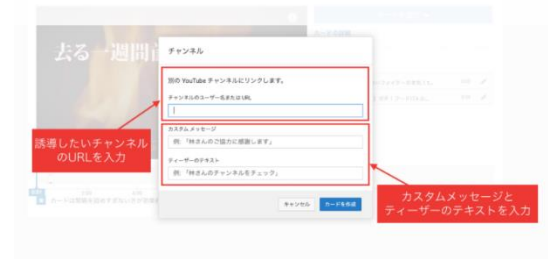 去る一週間前
チャンネル
別の YouTube チャンネルにリンクします。
チャンネルのユーザー名または URL
誘導したいチャンネル
のURLを入力
カスタム メッセージ
例: 「林さんのご協力に感謝します」
ティーザーのテキスト
例: 「林さんのチャンネルをチェック」
キャンセル
カードを作成
カスタムメッセージと
ティーザーのテキストを入力